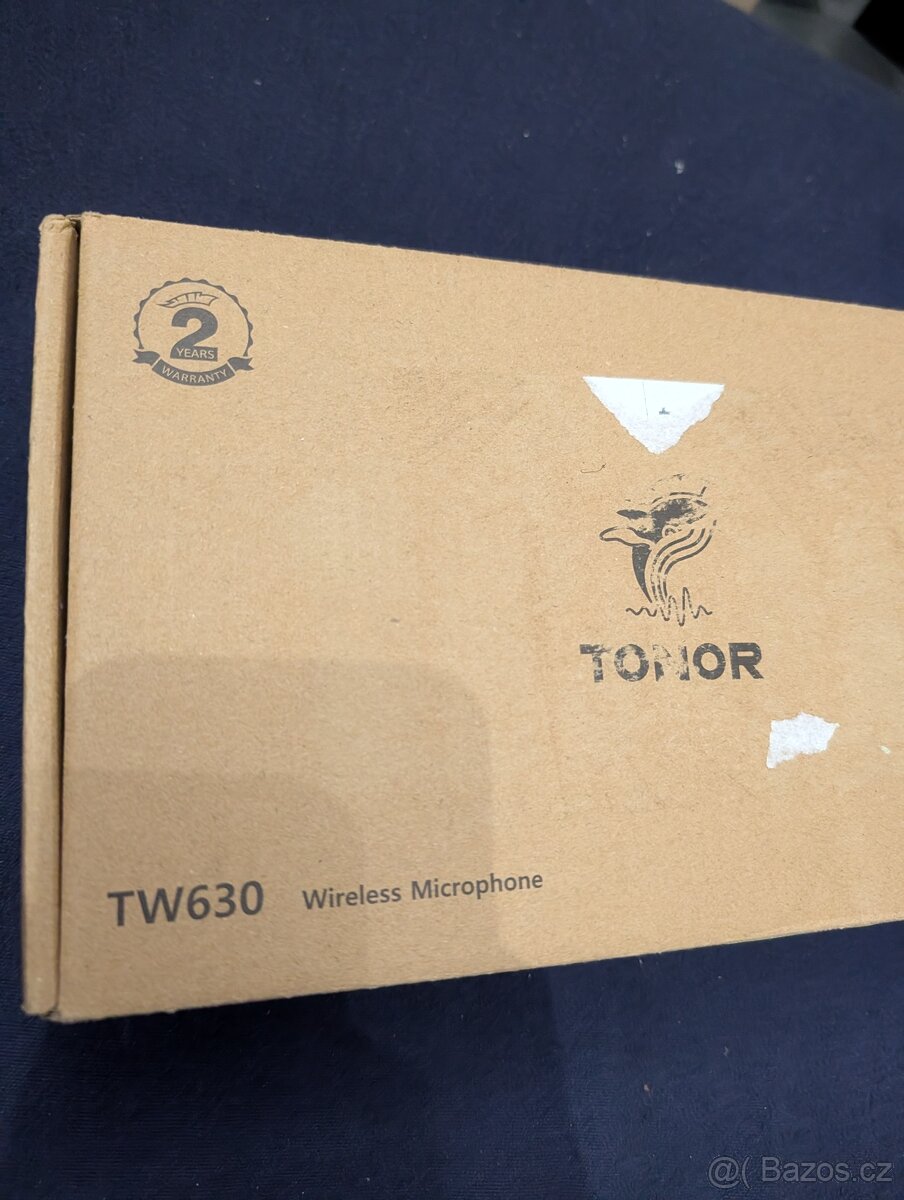 2
YEARS
WARRANTY
TONOR
TW630 Wireless Microphone
@( Bazos.cz